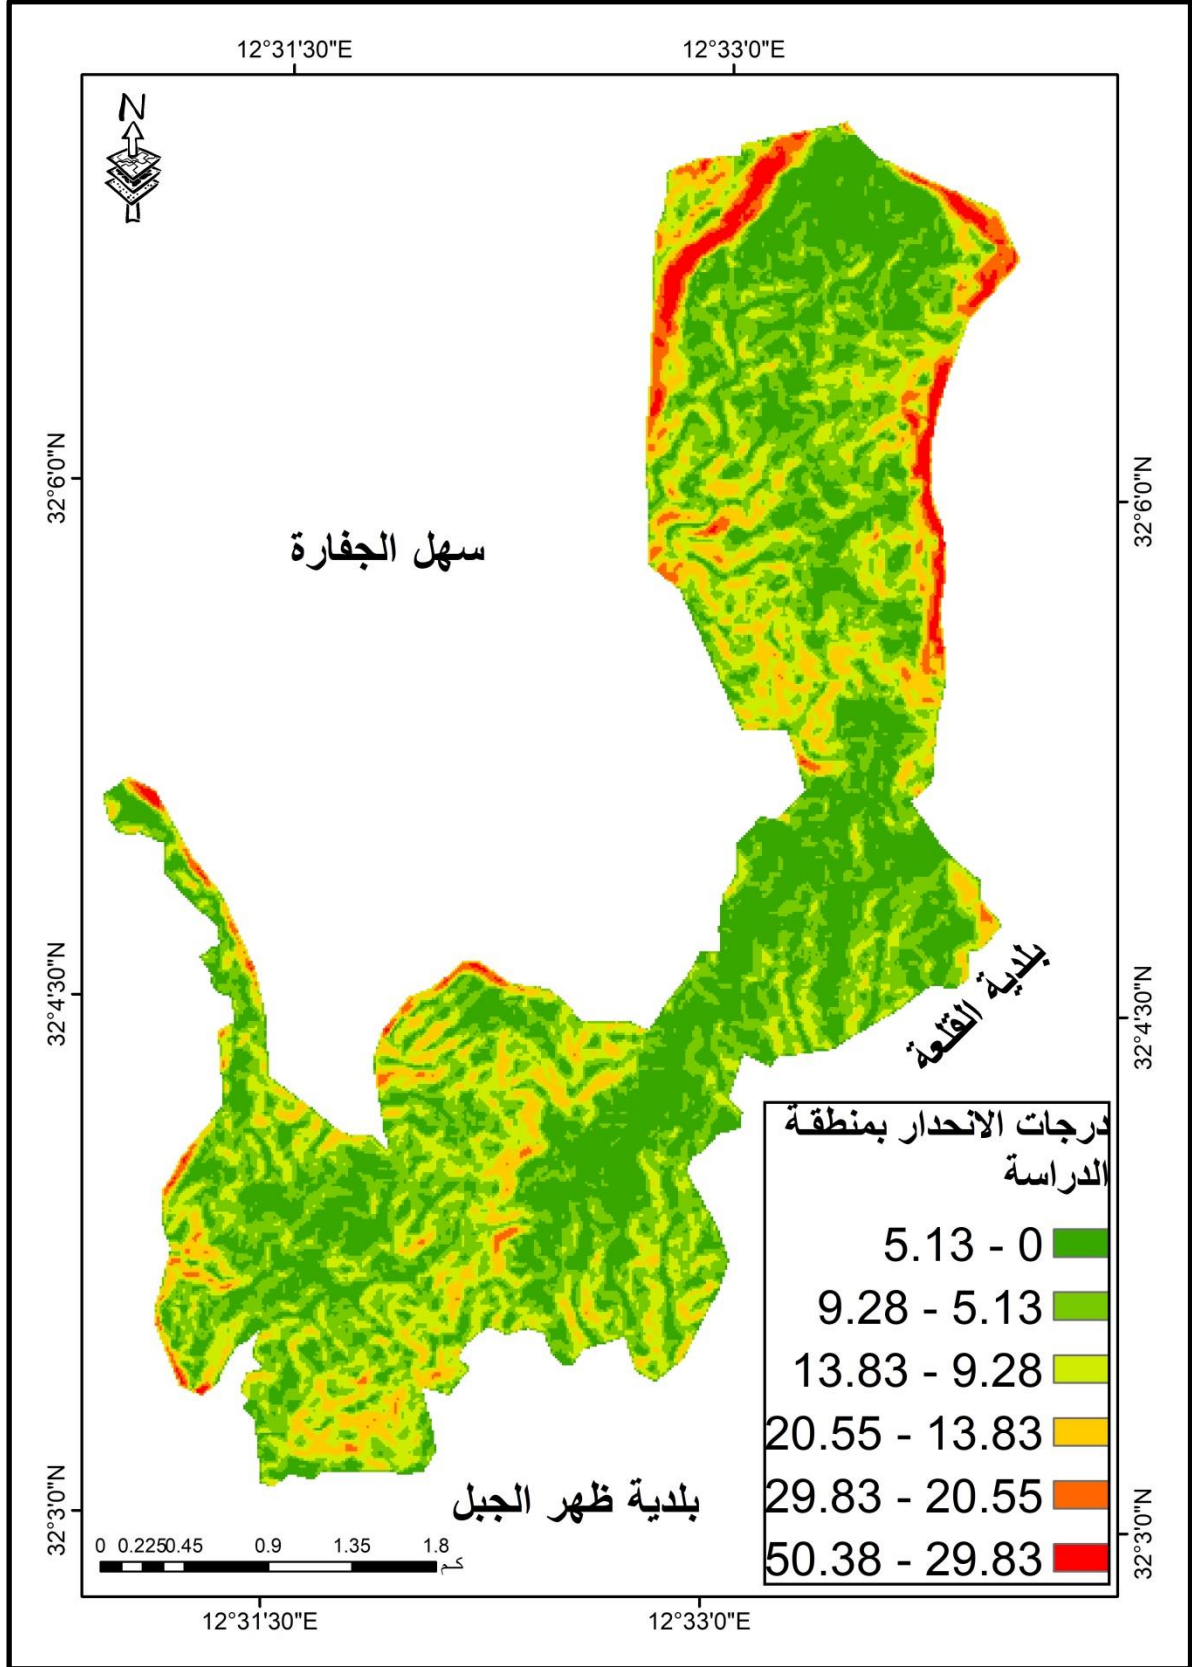 12°31'30"E
12°33'0"E
N
32°6'0"N
32°6'0"N
سهل الجفارة
32°4'30"N
32°4'30"N
بلدية القلعة
درجات الانحدار بمنطقة
الدراسة
5.13 - 0
9.28 - 5.13
13.83 - 9.28
20.55 - 13.83
29.83 - 20.55
50.38 - 29.83
بلدية ظهر الجبل
32°3'0"N
32°3'0"N
0 0.225 0.45 0.9 1.35 1.8
كم
12°31'30"E
12°33'0"E